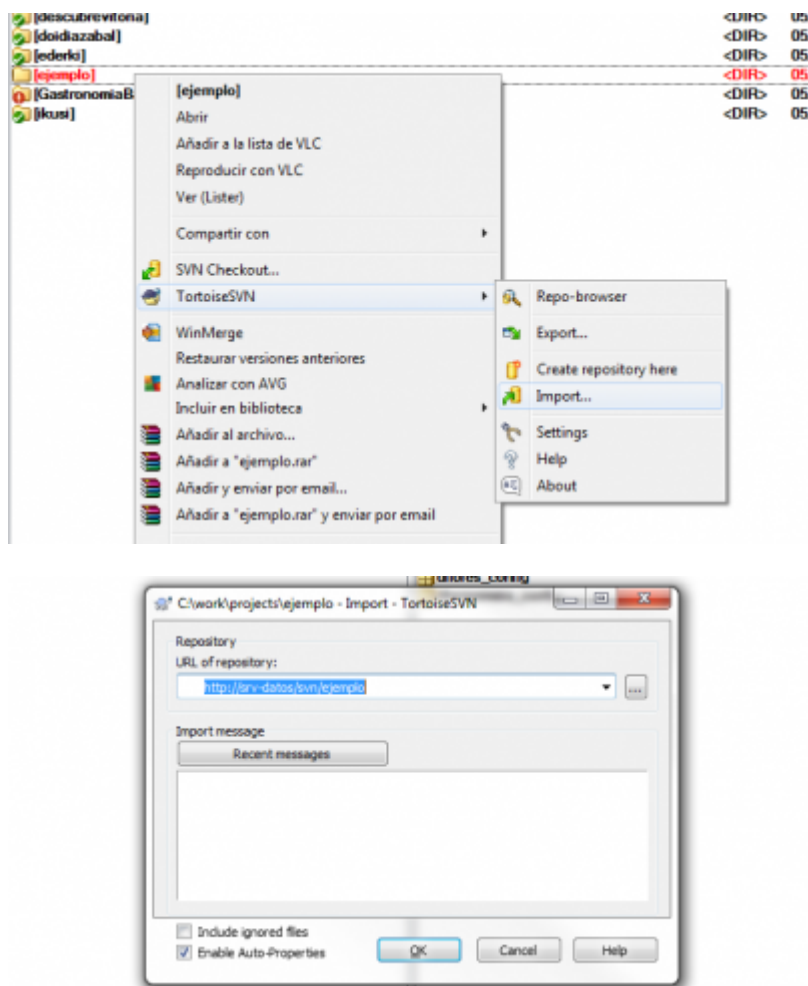 [descubrevitoria] <DIR> 05
[doidiazabal] <DIR> 05
[ederki] <DIR> 05
[ejemplo] <DIR> 05
[GastronomiaB <DIR> 05
[ikusi] <DIR> 05
[ejemplo]
Abrir
Añadir a la lista de VLC
Reproducir con VLC
Ver (Lister)
Compartir con
SVN Checkout...
TortoiseSVN
WinMerge
Restaurar versiones anteriores
Analizar con AVG
Incluir en biblioteca
Añadir al archivo...
Añadir a "ejemplo.rar"
Añadir y enviar por email...
Añadir a "ejemplo.rar" y enviar por email
Repo-browser
Export...
Create repository here
Import...
Settings
Help
About
C:\work\projects\ejemplo - Import - TortoiseSVN
Repository
URL of repository:
http://srv-datos/svn/ejemplo
...
Import message
Recent messages
Include ignored files
Enable Auto-Properties
OK
Cancel
Help